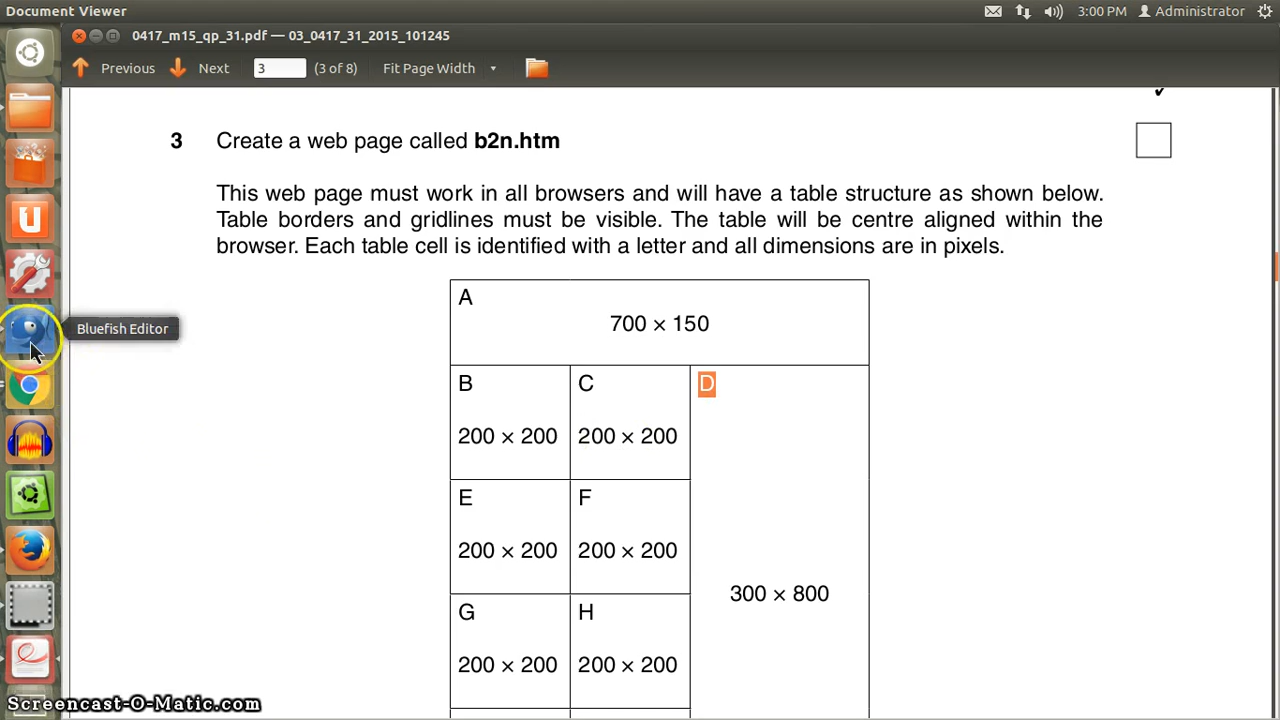 Document Viewer
3:00 PM
Administrator
0417_m15_qp_31.pdf — 03_0417_31_2015_101245
Previous
Next
3
(3 of 8)
Fit Page Width
3 Create a web page called b2n.htm
This web page must work in all browsers and will have a table structure as shown below.
Table borders and gridlines must be visible. The table will be centre aligned within the
browser. Each table cell is identified with a letter and all dimensions are in pixels.
A
700 × 150
B
C
D
200 × 200
200 × 200
E
F
200 × 200
200 × 200
300 × 800
G
H
200 × 200
200 × 200
Bluefish Editor
Screencast-O-Matic.com